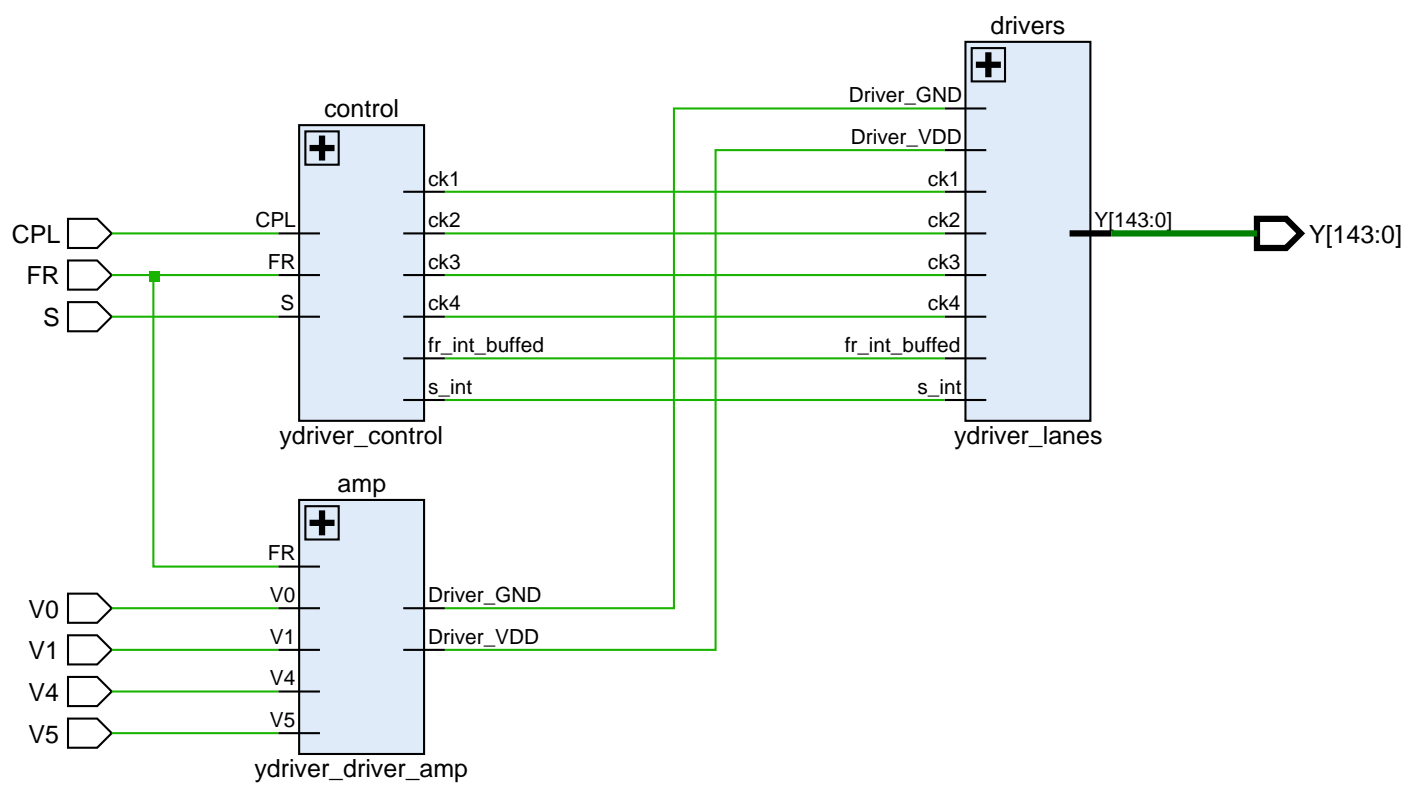 drivers
Driver_GND
Driver_VDD
control
ck1
ck1
CPL
CPL
ck2
ck2
Y[143:0]
Y[143:0]
FR
FR
ck3
ck3
S
S
ck4
ck4
fr_int_buffed
fr_int_buffed
s_int
s_int
ydriver_control
ydriver_lanes
amp
FR
V0
V0
Driver_GND
V1
V1
Driver_VDD
V4
V4
V5
V5
ydriver_driver_amp